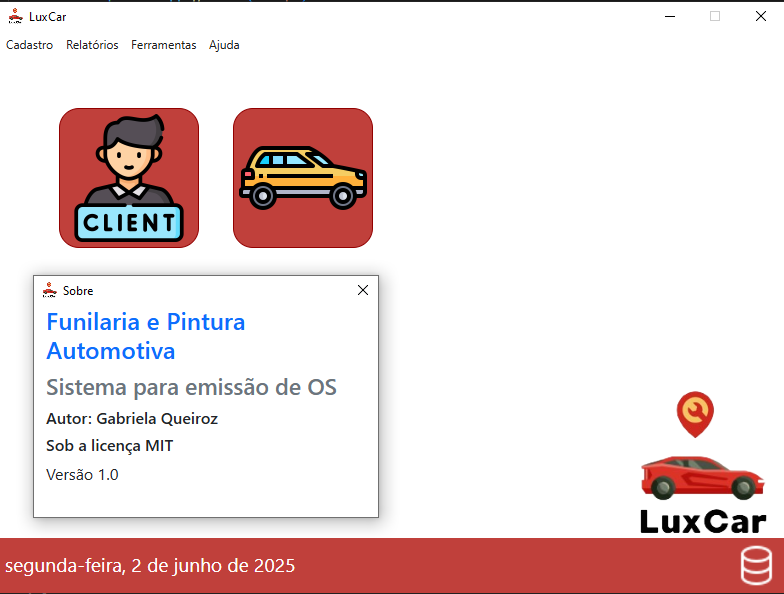 LuxCar
Cadastro Relatórios Ferramentas Ajuda
CLIENT
Sobre
Funilaria e Pintura
Automotiva
Sistema para emissão de OS
Autor: Gabriela Queiroz
Sob a licença MIT
Versão 1.0
LuxCar
segunda-feira, 2 de junho de 2025